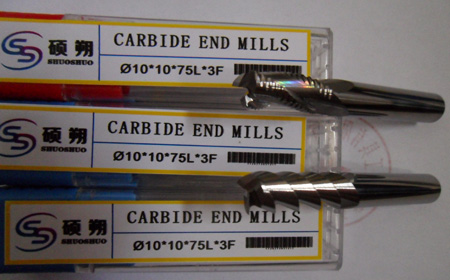 硕朔
SHUOSHUO
CARBIDE END MILLS
Ø10*10*75L*3F
硕朔
SHUOSHUO
CARBIDE END MILLS
Ø10*10*75L*3F
硕朔
SHUOSHUO
CARBIDE END MILLS
Ø10*10*75L*3F